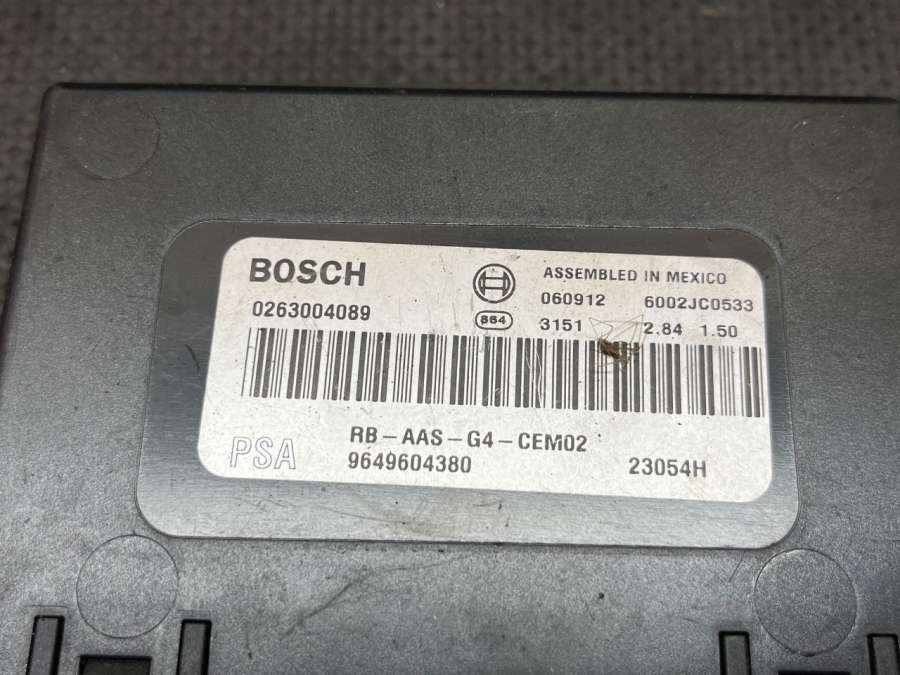 BOSCH
0263004089
ASSEMBLED IN MEXICO
060912 6002JC0533
884 3151 2.84 1.50
RB-AAS-G4-CEM02
PSA 9649604380 23054H